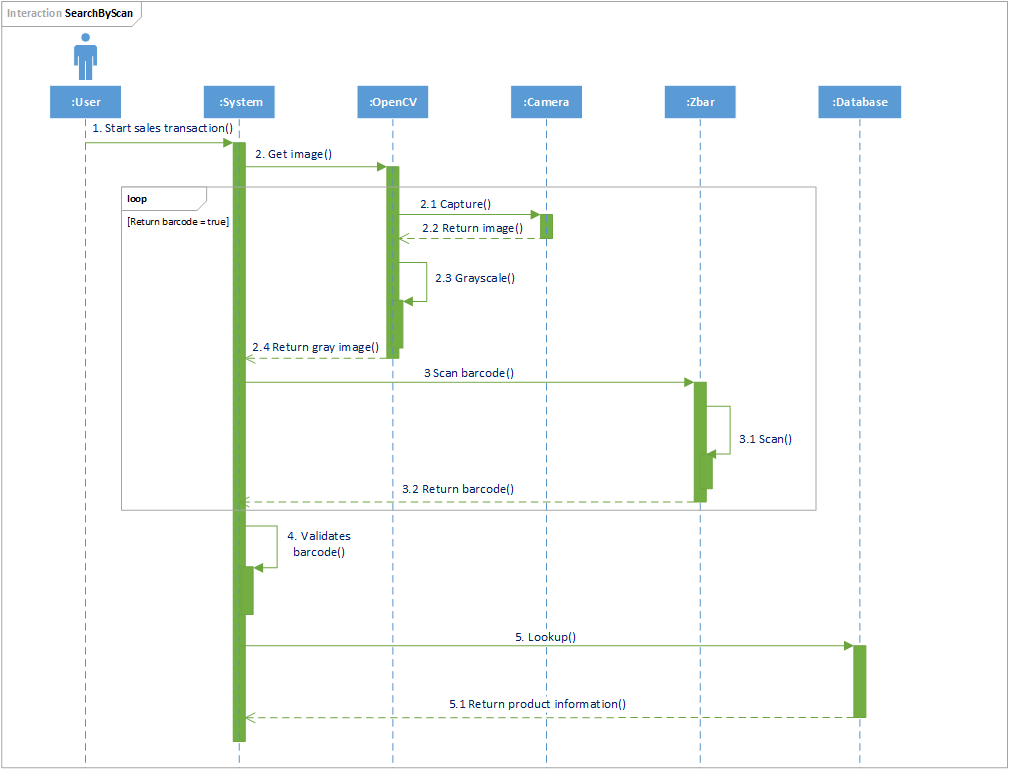 Interaction SearchByScan
:User
:System
:OpenCV
:Camera
:Zbar
:Database
1. Start sales transaction()
2. Get image()
loop
[Return barcode = true]
2.1 Capture()
2.2 Return image()
2.3 Grayscale()
2.4 Return gray image()
3 Scan barcode()
3.1 Scan()
3.2 Return barcode()
4. Validates
barcode()
5. Lookup()
5.1 Return product information()